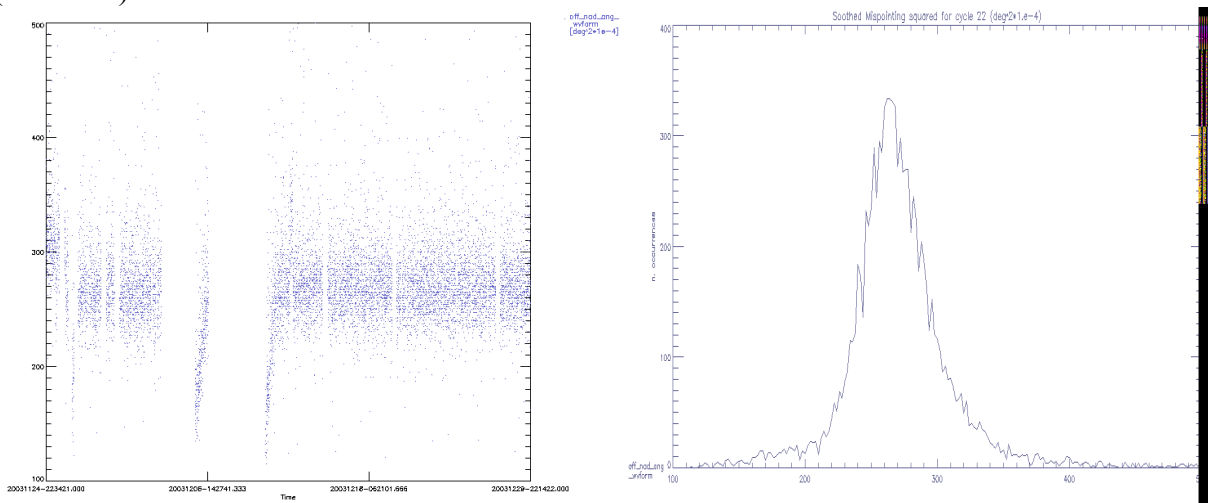 off_nad_ang_
_wvform
[deg^2*1e-4]
500
400
300
200
100
20031124-223421.000
20031206-142741.333
20031218-062101.666
20031229-221422.000
Time
Soothed Mispointing squared for cycle 22 (deg^2*1.e-4)
400
300
200
100
0
n. occurrences
off_nad_ang
_wvform
100
200
300
400